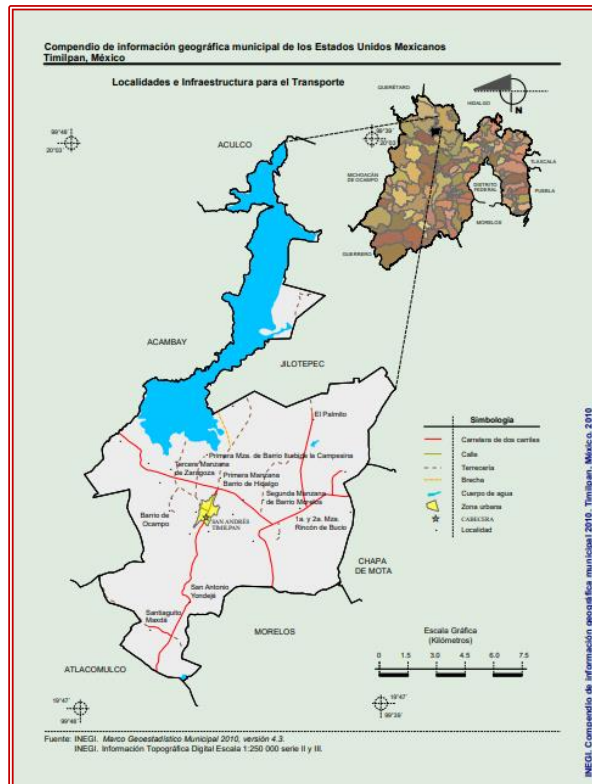 Compendio de información geográfica municipal de los Estados Unidos Mexicanos
Timilpan, México
Localidades e Infraestructura para el Transporte
QUERÉTARO
HIDALGO
N
99°48'
20°03'
ACULCO
99°39'
20°03'
MICHOACÁN
DE OCAMPO
TLAXCALA
DISTRITO
FEDERAL
PUEBLA
MORELOS
GUERRERO
ACAMBAY
JILOTEPEC
El Palmito
Primera Mza. de Barrio Iturbide la Campesina
Tercera Manzana
de Zaragoza
Primera Manzana
Barrio de Hidalgo
Segunda Manzana
de Barrio Morelos
Barrio de
Ocampo
SAN ANDRÉS
TIMILPAN
1a. y 2a. Mza.
Rincón de Bucio
San Antonio
Yondejé
Santiaguito
Maxdá
CHAPA
DE MOTA
MORELOS
ATLACOMULCO
Simbología
Carretera de dos carriles
Calle
Terracería
Brecha
Cuerpo de agua
Zona urbana
CABECERA
Localidad
Escala Gráfica
(Kilómetros)
0 1.5 3.0 4.5 6.0 7.5
19°47'
99°48'
19°47'
99°39'
Fuente: INEGI. Marco Geoestadístico Municipal 2010, versión 4.3.
INEGI. Información Topográfica Digital Escala 1:250 000 serie II y III.
INEGI. Compendio de información geográfica municipal 2010. Timilpan. México. 2010